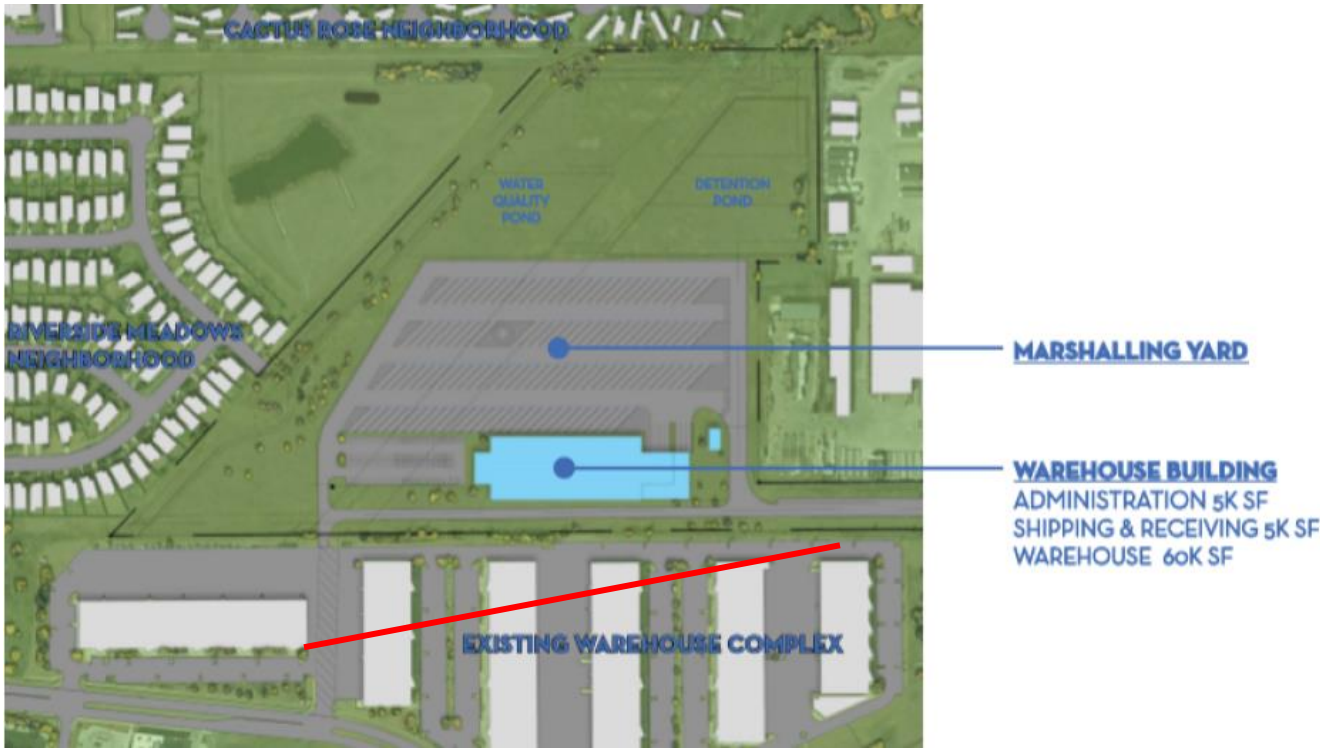 CACTUS ROSE NEIGHBORHOOD
WATER
QUALITY
POND
DETENTION
POND
RIVERSIDE MEADOWS
NEIGHBORHOOD
MARSHALLING YARD
WAREHOUSE BUILDING
ADMINISTRATION 5K SF
SHIPPING & RECEIVING 5K SF
WAREHOUSE 60K SF
EXISTING WAREHOUSE COMPLEX